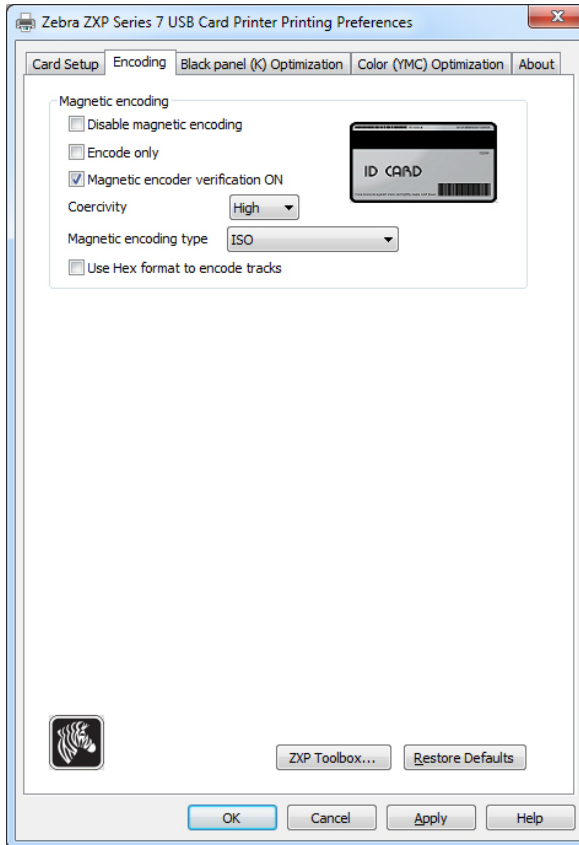 Zebra ZXP Series 7 USB Card Printer Printing Preferences
Card Setup Encoding Black panel (K) Optimization Color (YMC) Optimization About
Magnetic encoding
Disable magnetic encoding
Encode only
Magnetic encoder verification ON
ID CARD
Coercivity High
Magnetic encoding type ISO
Use Hex format to encode tracks
ZXP Toolbox... Restore Defaults
OK Cancel Apply Help